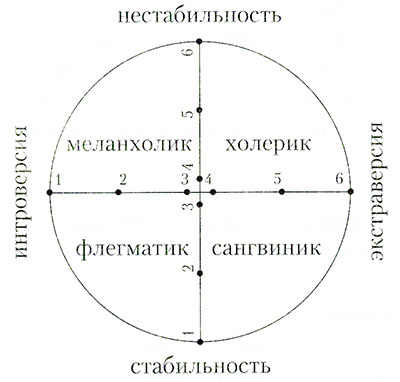 нестабильность
6
5
меланхолик
холерик
интроверсия
1
2
3
4
4
5
6
экстраверсия
3
флегматик
сангвиник
2
1
стабильность